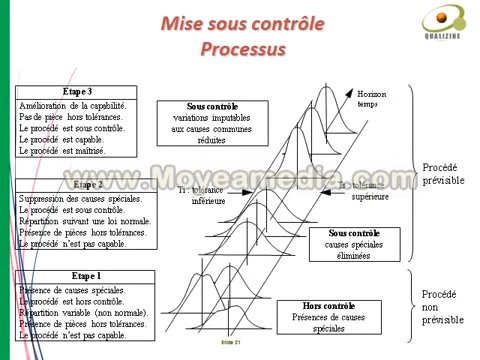 Mise sous contrôle
Processus
QUALIZINE
Etape 3
Amélioration de la capabilité.
Pas de pièce hors tolérances.
Le procédé est sous contrôle.
Le procédé est capable.
Le procédé est maîtrisé.
Sous contrôle
variations imputables
aux causes communes
réduites
Horizon
temps
www.Moveamedia.com
Procédé
prévisible
Etape 2
Suppression des causes spéciales.
Le procédé est sous contrôle.
Répartition suivant une loi normale.
Présence de pièces hors tolérances.
Le procédé n'est pas capable.
Ti : tolérance
inférieure
Ts : tolérance
supérieure
Sous contrôle
causes spéciales
éliminées
Etape 1
Présence de causes spéciales.
Le procédé est hors contrôle.
Répartition variable (non normale).
Présence de pièces hors tolérances.
Le procédé n'est pas capable.
Hors contrôle
Présences de causes
spéciales
Procédé
non
prévisible
Slide 21